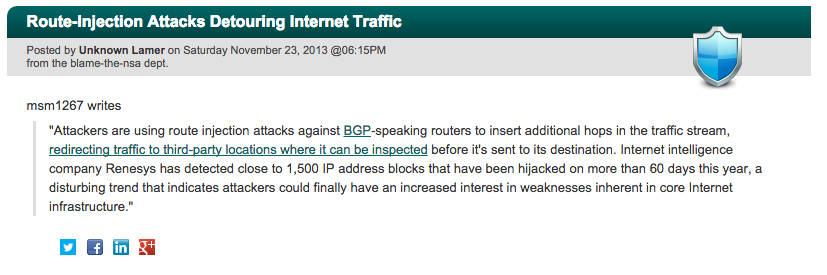 Route-Injection Attacks Detouring Internet Traffic
Posted by Unknown Lamer on Saturday November 23, 2013 @06:15PM
from the blame-the-nsa dept.
msm1267 writes
"Attackers are using route injection attacks against BGP-speaking routers to insert additional hops in the traffic stream,
redirecting traffic to third-party locations where it can be inspected before it's sent to its destination. Internet intelligence
company Renesys has detected close to 1,500 IP address blocks that have been hijacked on more than 60 days this year, a
disturbing trend that indicates attackers could finally have an increased interest in weaknesses inherent in core Internet
infrastructure."